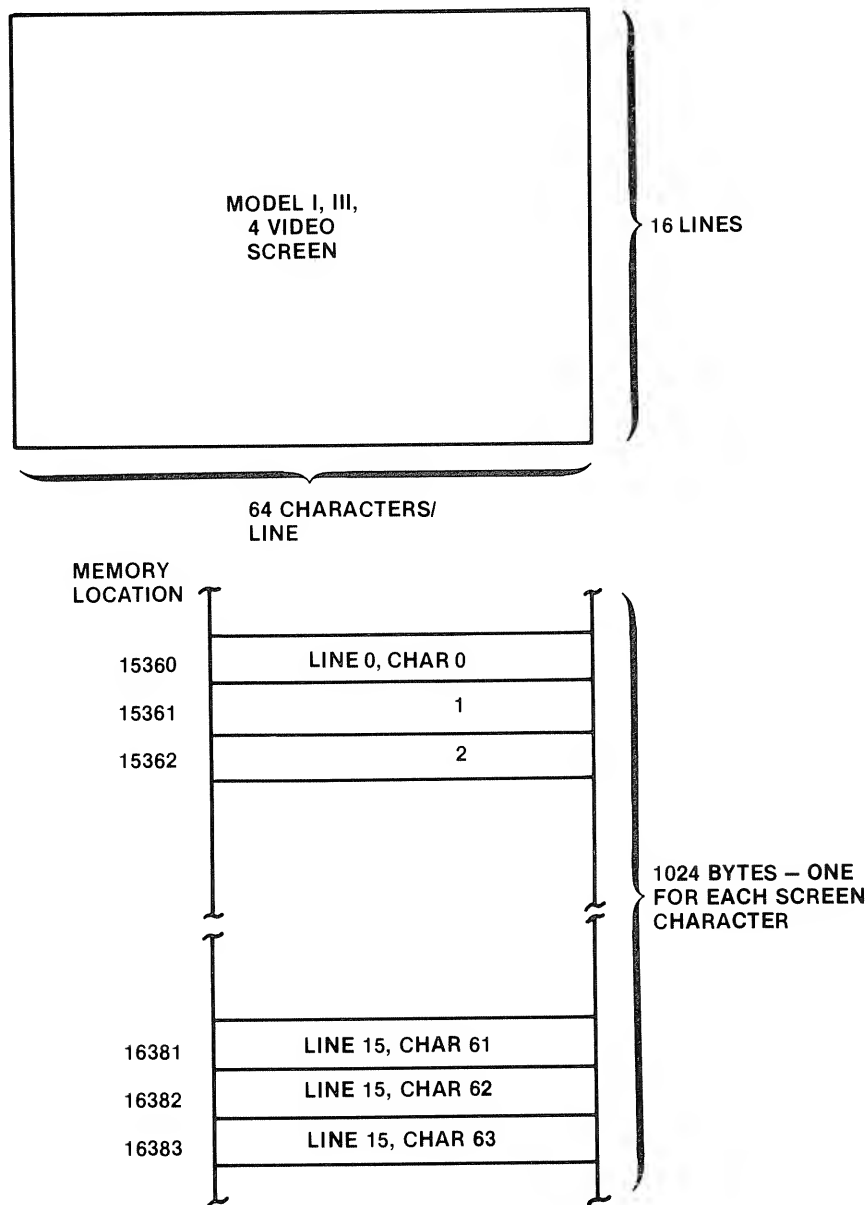 MODEL I, III,
4 VIDEO
SCREEN
16 LINES
64 CHARACTERS/
LINE
MEMORY
LOCATION
15360
LINE 0, CHAR 0
15361
1
15362
2
1024 BYTES – ONE
FOR EACH SCREEN
CHARACTER
16381
LINE 15, CHAR 61
16382
LINE 15, CHAR 62
16383
LINE 15, CHAR 63